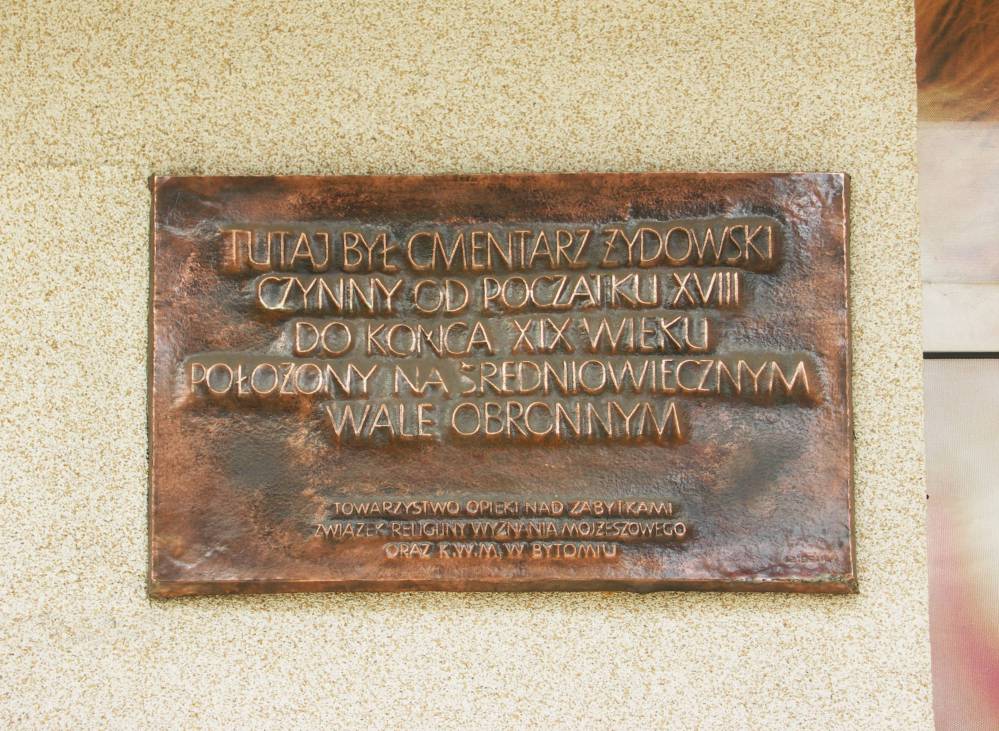 TUTAJ BYŁ CMENTARZ ŻYDOWSKI
CZYNNY OD POCZĄTKU XVIII
DO KOŃCA XIX WIEKU
POŁOŻONY NA ŚREDNIOWIECZNYM
WALE OBRONNYM
TOWARZYSTWO OPIEKI NAD ZABYTKAMI
ZWIĄZEK RELIGIJNY WYZNANIA MOJŻESZOWEGO
ORAZ K.W.M. W BYTOMIU